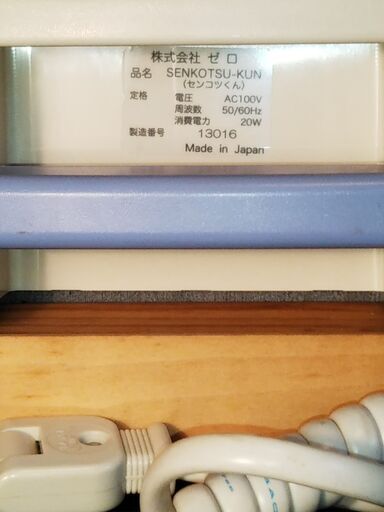 株式会社 ゼロ
品名 SENKOTSU-KUN
(センコツくん)
定格 電圧 AC100V
周波数 50/60Hz
消費電力 20W
製造番号 13016
Made in Japan